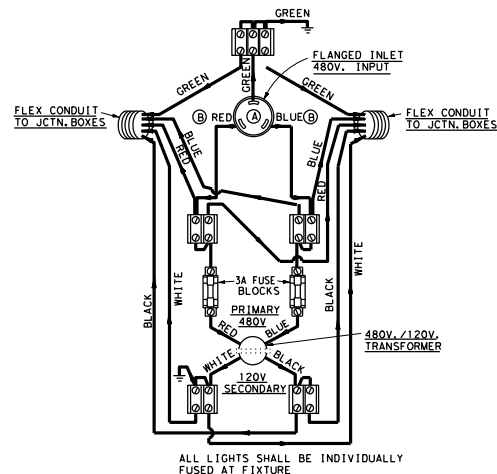 GREEN
FLANGED INLET
480V. INPUT
GREEN
GREEN
GREEN
FLEX CONDUIT
TO JCTN.BOXES
B RED A BLUE B
FLEX CONDUIT
TO JCTN.BOXES
BLUE
RED
BLUE
RED
WHITE
WHITE
BLACK
BLACK
3A FUSE
BLOCKS
PRIMARY
480V
RED
BLUE
480V./120V.
TRANSFORMER
WHITE
BLACK
120V
SECONDARY
ALL LIGHTS SHALL BE INDIVIDUALLY
FUSED AT FIXTURE